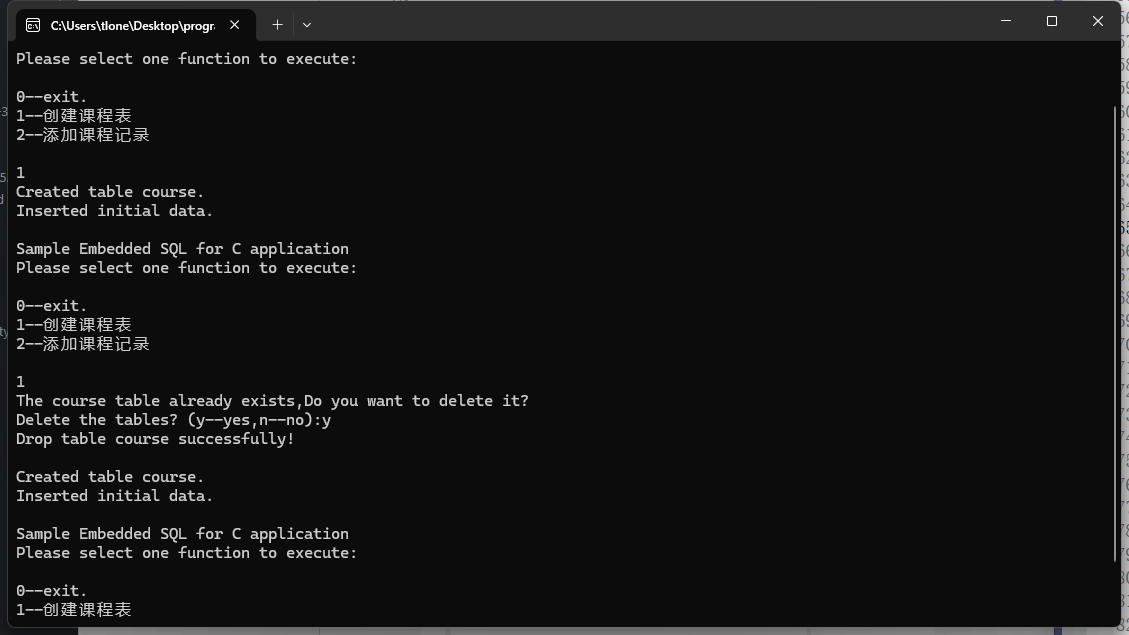 C:\Users\tlone\Desktop\progr
Please select one function to execute:
0--exit.
1--创建课程表
2--添加课程记录
1
Created table course.
Inserted initial data.
Sample Embedded SQL for C application
Please select one function to execute:
0--exit.
1--创建课程表
2--添加课程记录
1
The course table already exists,Do you want to delete it?
Delete the tables? (y--yes,n--no):y
Drop table course successfully!
Created table course.
Inserted initial data.
Sample Embedded SQL for C application
Please select one function to execute:
0--exit.
1--创建课程表